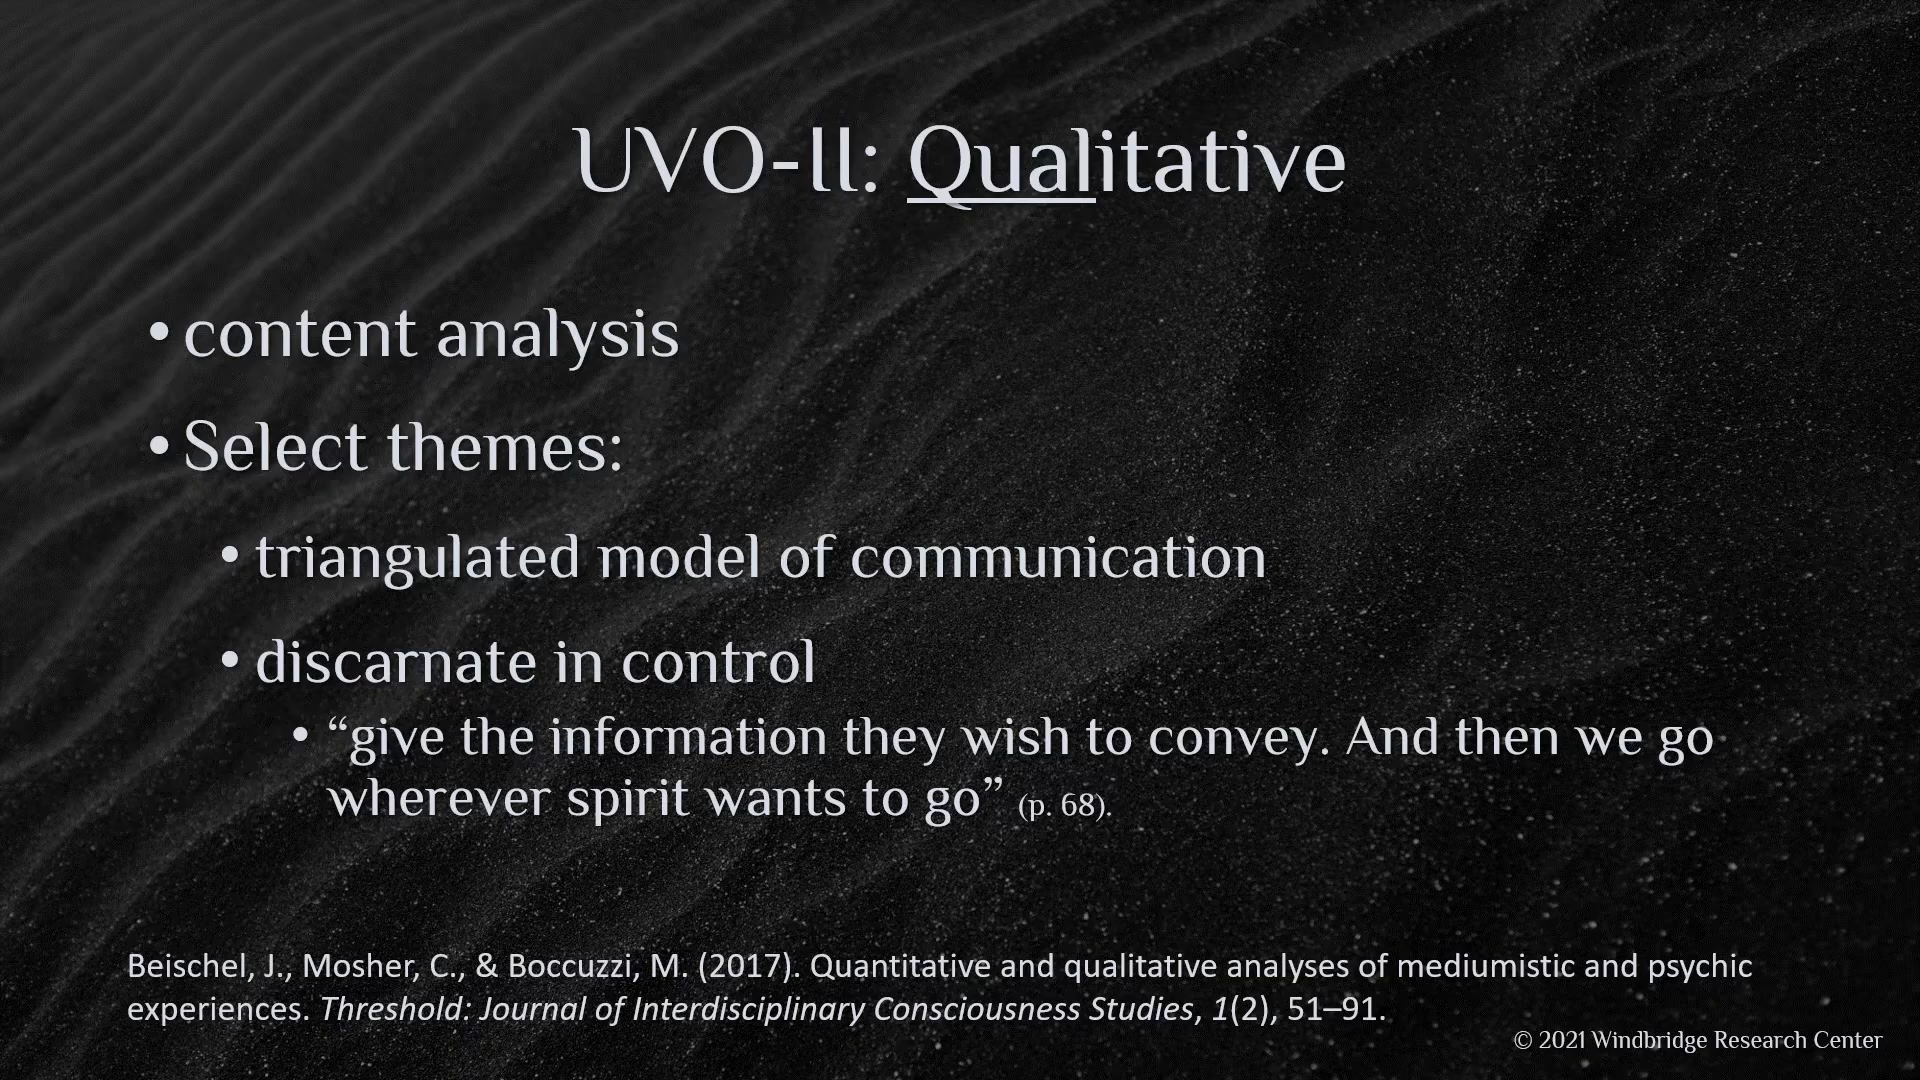 UVO-II: Qualitative
• content analysis
• Select themes:
• triangulated model of communication
• discarnate in control
• “give the information they wish to convey. And then we go
wherever spirit wants to go” (p. 68).
Beischel, J., Mosher, C., & Boccuzzi, M. (2017). Quantitative and qualitative analyses of mediumistic and psychic
experiences. Threshold: Journal of Interdisciplinary Consciousness Studies, 1(2), 51–91.
© 2021 Windbridge Research Center